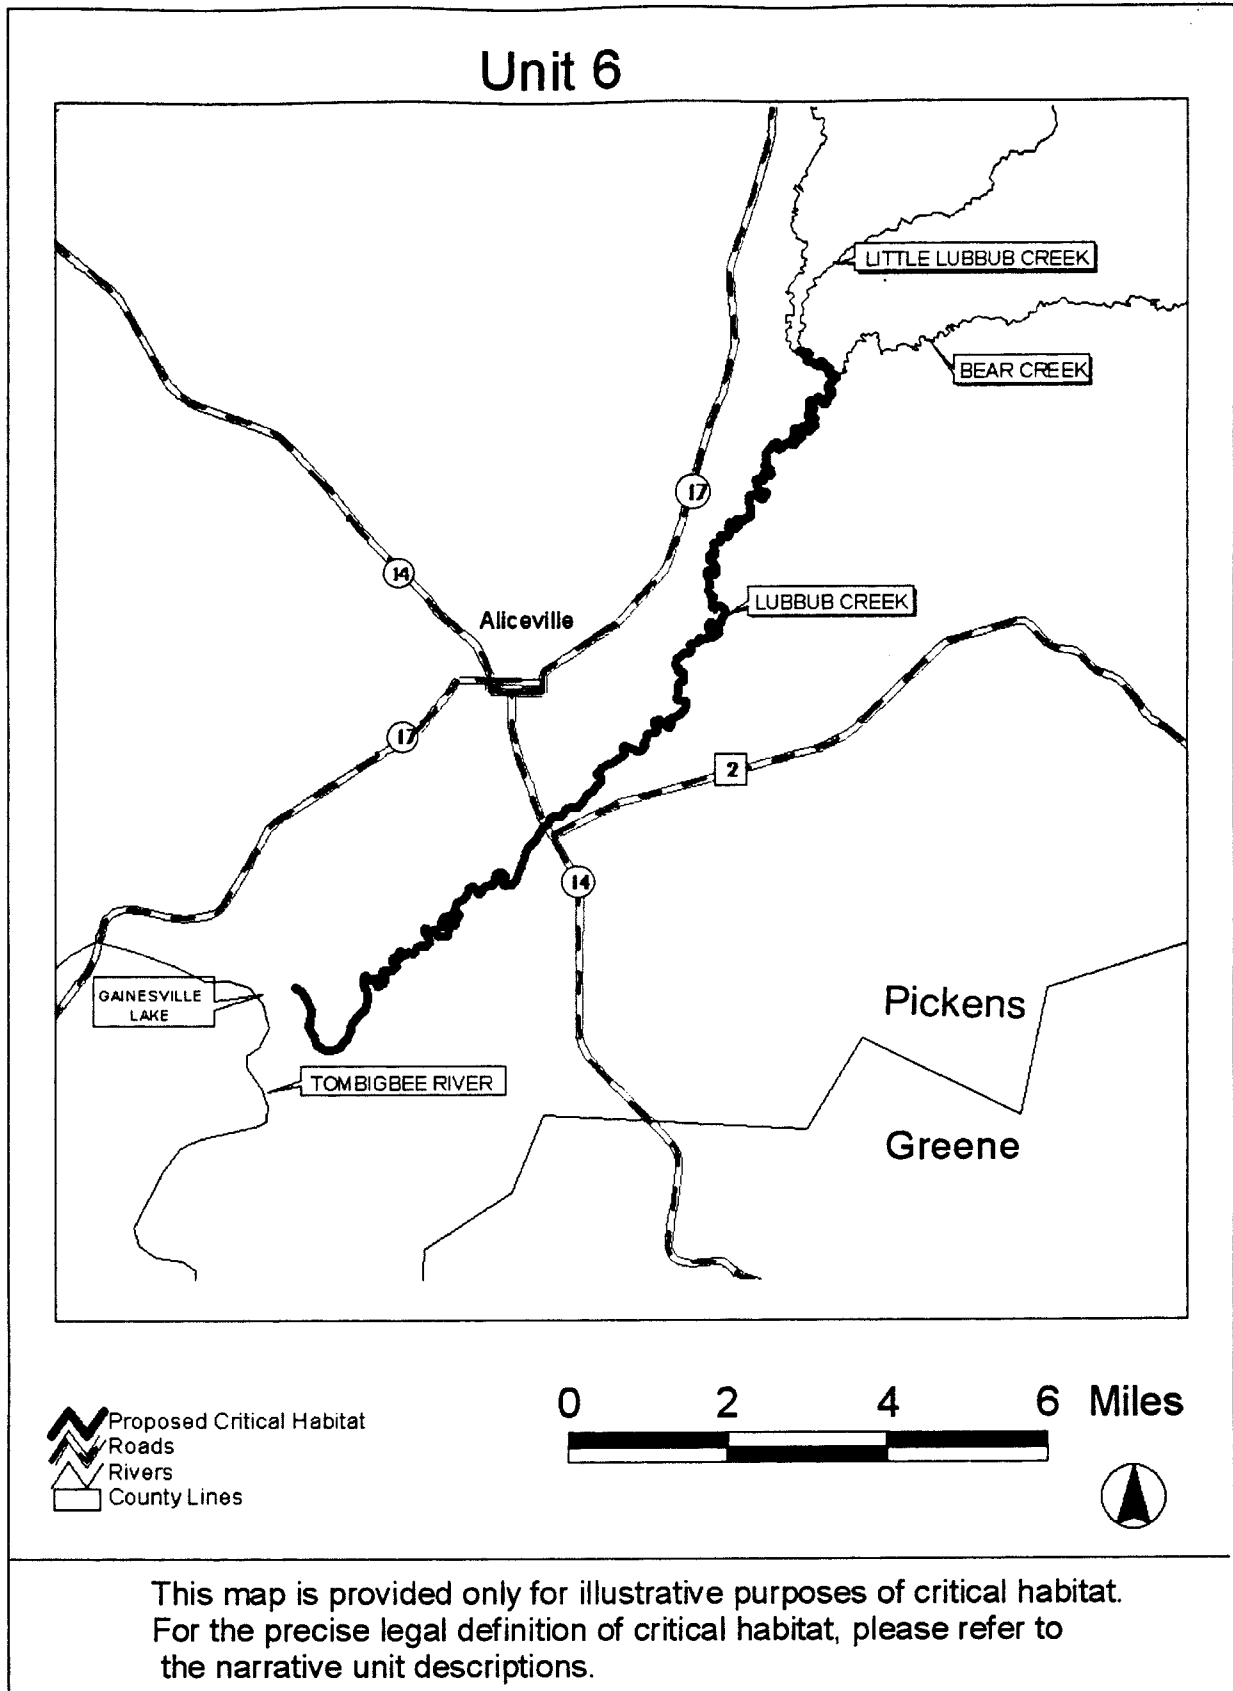 Unit 6
LITTLE LUBBUB CREEK
BEAR CREEK
17
14
LUBBUB CREEK
Aliceville
17
2
14
GAINESVILLE
LAKE
Pickens
TOMBIGBEE RIVER
Greene
0 2 4 6 Miles
Proposed Critical Habitat
Roads
Rivers
County Lines
This map is provided only for illustrative purposes of critical habitat.
For the precise legal definition of critical habitat, please refer to
the narrative unit descriptions.